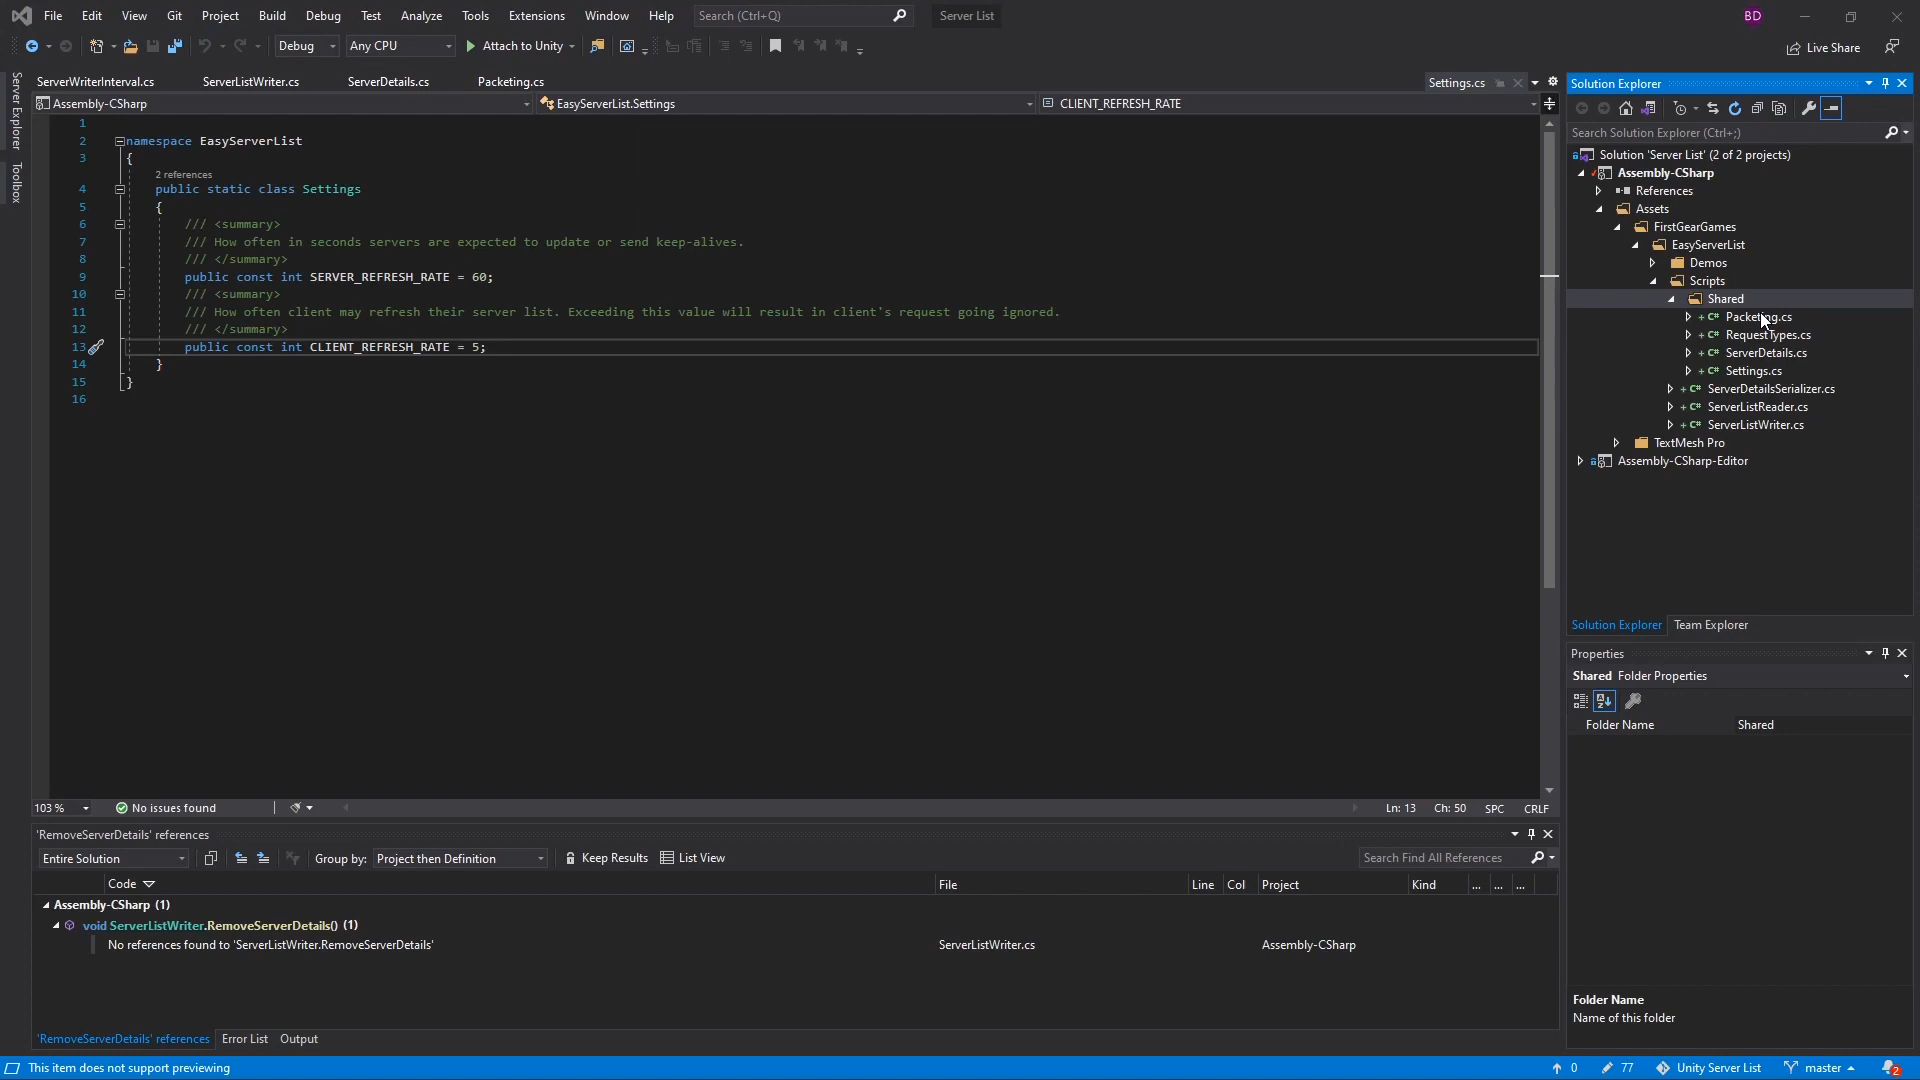 File Edit View Git Project Build Debug Test Analyze Tools Extensions Window Help Search (Ctrl+Q) Server List BD
Debug Any CPU Attach to Unity Live Share
Server Explorer
Toolbox
ServerWriterInterval.cs ServerListWriter.cs ServerDetails.cs Packeting.cs Settings.cs
Assembly-CSharp EasyServerList.Settings CLIENT_REFRESH_RATE
1
2 namespace EasyServerList
3 {
2 references
4 public static class Settings
5 {
6 /// <summary>
7 /// How often in seconds servers are expected to update or send keep-alives.
8 /// </summary>
9 public const int SERVER_REFRESH_RATE = 60;
10 /// <summary>
11 /// How often client may refresh their server list. Exceeding this value will result in client's request going ignored.
12 /// </summary>
13 public const int CLIENT_REFRESH_RATE = 5;
14 }
15 }
16
103 % No issues found Ln: 13 Ch: 50 SPC CRLF
'RemoveServerDetails' references
Entire Solution Group by: Project then Definition Keep Results List View Search Find All References
Code File Line Col Project Kind ... ... ...
Assembly-CSharp (1)
void ServerListWriter.RemoveServerDetails() (1)
No references found to 'ServerListWriter.RemoveServerDetails' ServerListWriter.cs Assembly-CSharp
'RemoveServerDetails' references Error List Output
Solution Explorer
Search Solution Explorer (Ctrl+;)
Solution 'Server List' (2 of 2 projects)
Assembly-CSharp
References
Assets
FirstGearGames
EasyServerList
Demos
Scripts
Shared
C# Packeting.cs
C# RequestTypes.cs
C# ServerDetails.cs
C# Settings.cs
C# ServerDetailsSerializer.cs
C# ServerListReader.cs
C# ServerListWriter.cs
TextMesh Pro
Assembly-CSharp-Editor
Solution Explorer Team Explorer
Properties
Shared Folder Properties
Folder Name Shared
Folder Name
Name of this folder
This item does not support previewing 0 77 Unity Server List master 2